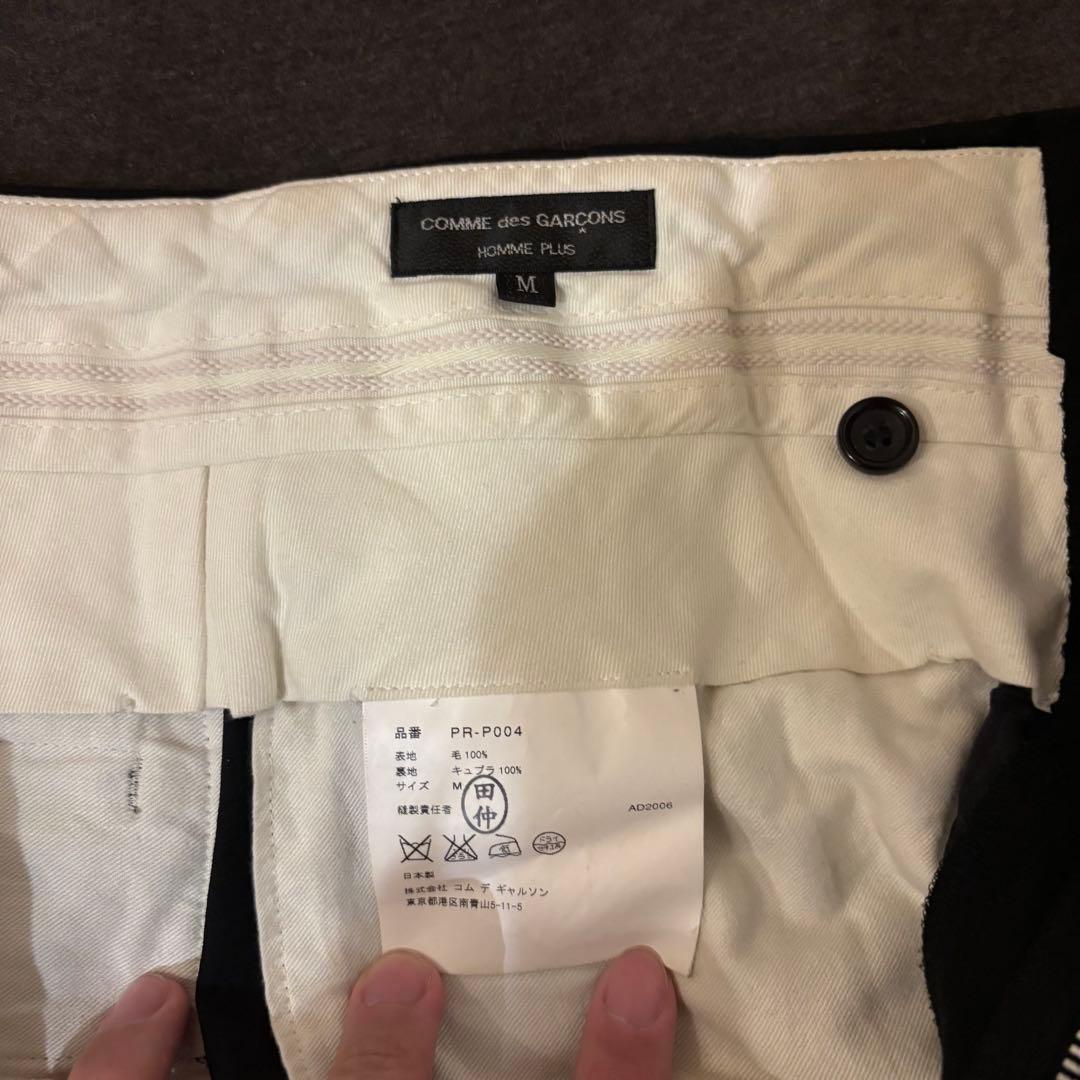 COMME des GARÇONS
HOMME PLUS
M
品番 PR-P004
表地 毛100%
裏地 キュプラ100%
サイズ M
縫製責任者 田仲 AD2006
ドライ
日本製
株式会社 コム デ ギャルソン
東京都港区南青山5-11-5